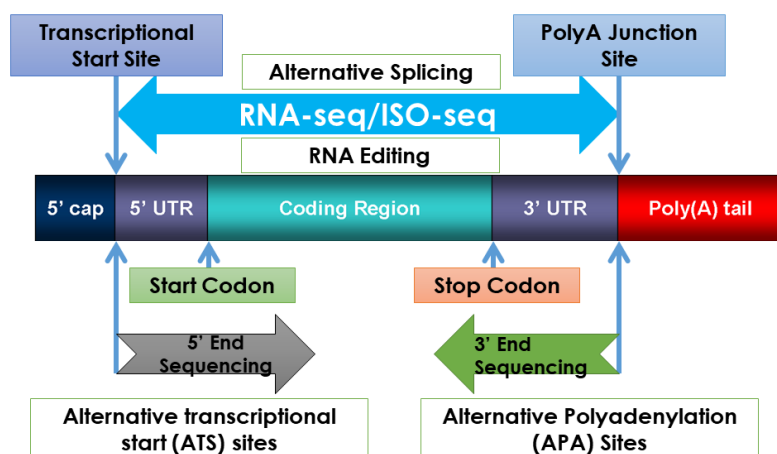 Transcriptional
Start Site
PolyA Junction
Site
Alternative Splicing
RNA-seq/ISO-seq
RNA Editing
5’ cap
5’ UTR
Coding Region
3’ UTR
Poly(A) tail
Start Codon
Stop Codon
5’ End
Sequencing
3’ End
Sequencing
Alternative transcriptional
start (ATS) sites
Alternative Polyadenylation
(APA) Sites